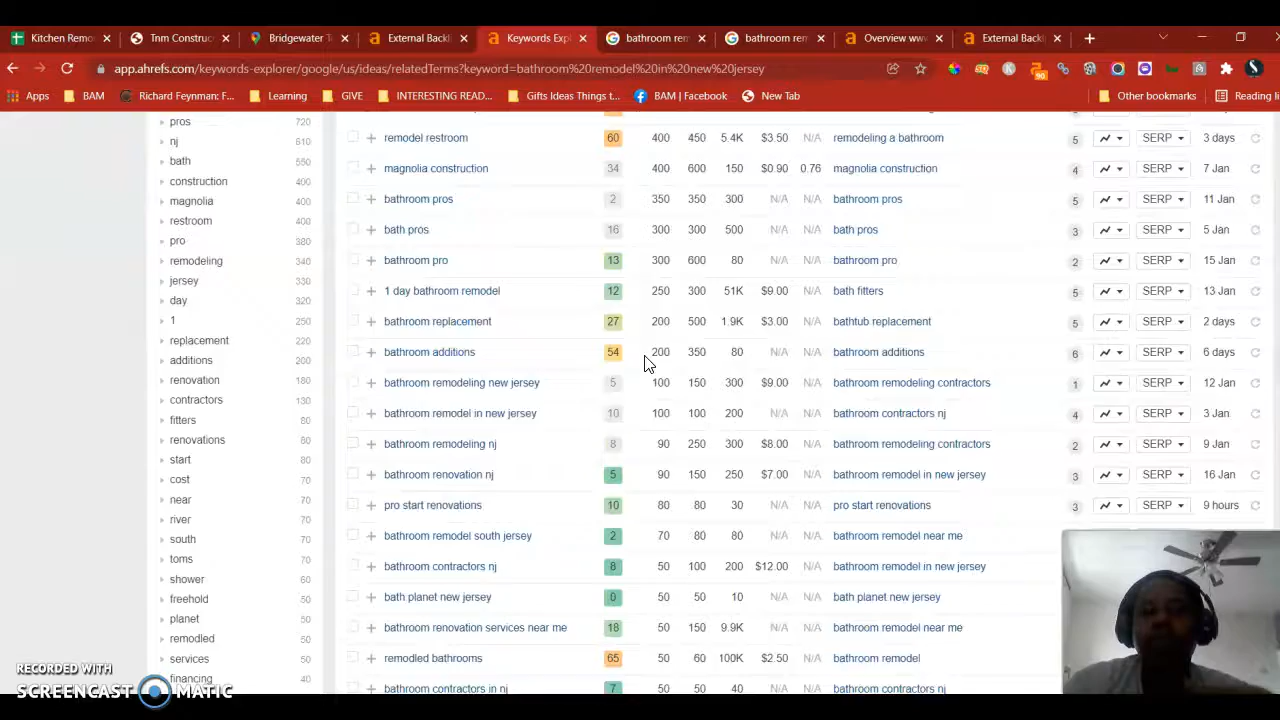 Kitchen Remo
Tnm Construc
Bridgewater T
External Backl
Keywords Expl
bathroom rem
bathroom rem
Overview www
External Backl
app.ahrefs.com/keywords-explorer/google/us/ideas/relatedTerms?keyword=bathroom%20remodel%20in%20new%20jersey
90
Apps BAM Richard Feynman: F... Learning GIVE INTERESTING READ... Gifts Ideas Things t... BAM | Facebook New Tab Other bookmarks Reading li
pros 720
nj 610
bath 550
construction 400
magnolia 400
restroom 400
pro 380
remodeling 340
jersey 340
day 320
1 250
replacement 220
additions 200
renovation 180
contractors 130
fitters 80
renovations 80
start 80
cost 70
near 70
river 70
south 70
toms 70
shower 60
freehold 50
planet 50
remodled 50
services 50
financing 40
remodel restroom 60 400 450 5.4K $3.50 N/A remodeling a bathroom 5 SERP 3 days
magnolia construction 34 400 600 150 $0.90 0.76 magnolia construction 4 SERP 7 Jan
bathroom pros 2 350 350 300 N/A N/A bathroom pros 5 SERP 11 Jan
bath pros 16 300 300 500 N/A N/A bath pros 3 SERP 5 Jan
bathroom pro 13 300 600 80 N/A N/A bathroom pro 2 SERP 15 Jan
1 day bathroom remodel 12 250 300 51K $9.00 N/A bath fitters 5 SERP 13 Jan
bathroom replacement 27 200 500 1.9K $3.00 N/A bathtub replacement 5 SERP 2 days
bathroom additions 54 200 350 80 N/A N/A bathroom additions 6 SERP 6 days
bathroom remodeling new jersey 5 100 150 300 $9.00 N/A bathroom remodeling contractors 1 SERP 12 Jan
bathroom remodel in new jersey 10 100 100 200 N/A N/A bathroom contractors nj 4 SERP 3 Jan
bathroom remodeling nj 8 90 250 300 $8.00 N/A bathroom remodeling contractors 2 SERP 9 Jan
bathroom renovation nj 5 90 150 250 $7.00 N/A bathroom remodel in new jersey 3 SERP 16 Jan
pro start renovations 10 80 80 30 N/A N/A pro start renovations 3 SERP 9 hours
bathroom remodel south jersey 2 70 80 80 N/A N/A bathroom remodel near me
bathroom contractors nj 8 50 100 200 $12.00 N/A bathroom remodel in new jersey
bath planet new jersey 0 50 50 10 N/A N/A bath planet new jersey
bathroom renovation services near me 18 50 150 9.9K N/A N/A bathroom remodel near me
remodled bathrooms 65 50 60 100K $2.50 N/A bathroom remodel
bathroom contractors in nj 7 50 50 40 N/A N/A bathroom contractors nj
RECORDED WITH
SCREENCAST MATIC